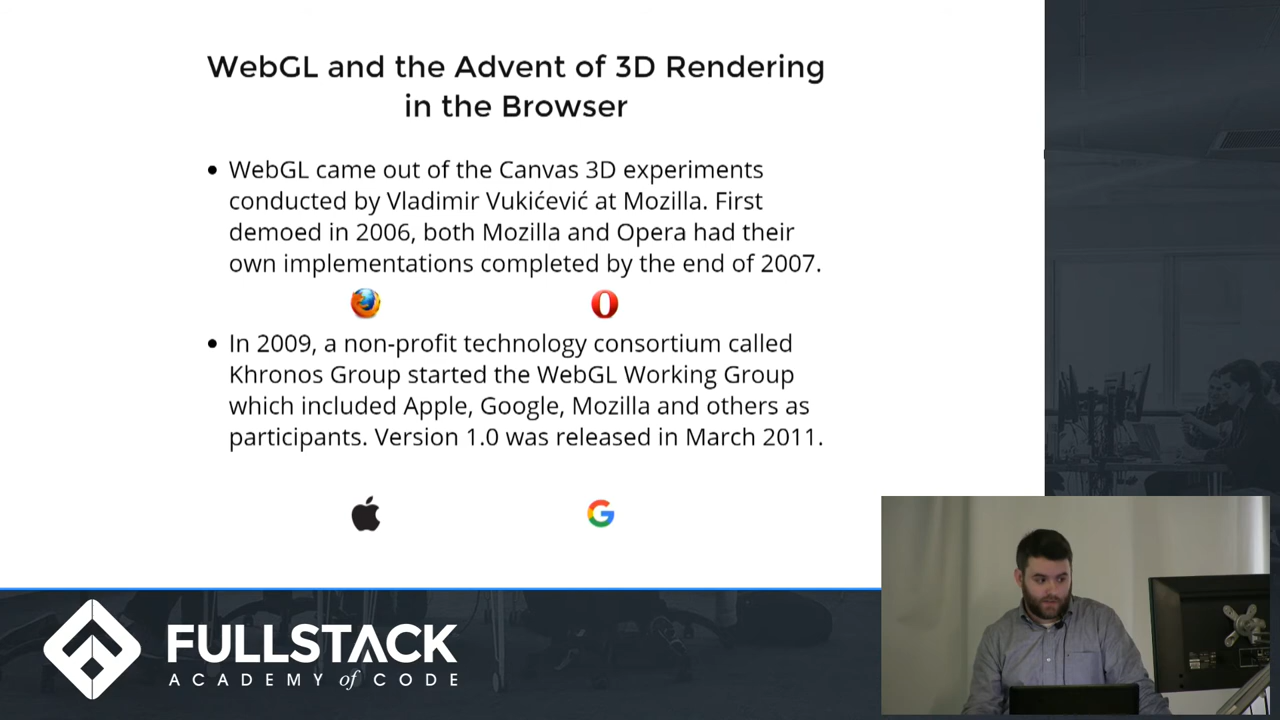 WebGL and the Advent of 3D Rendering
in the Browser
• WebGL came out of the Canvas 3D experiments
conducted by Vladimir Vukićević at Mozilla. First
demoed in 2006, both Mozilla and Opera had their
own implementations completed by the end of 2007.
• In 2009, a non-profit technology consortium called
Khronos Group started the WebGL Working Group
which included Apple, Google, Mozilla and others as
participants. Version 1.0 was released in March 2011.
FULLSTACK
ACADEMY of CODE